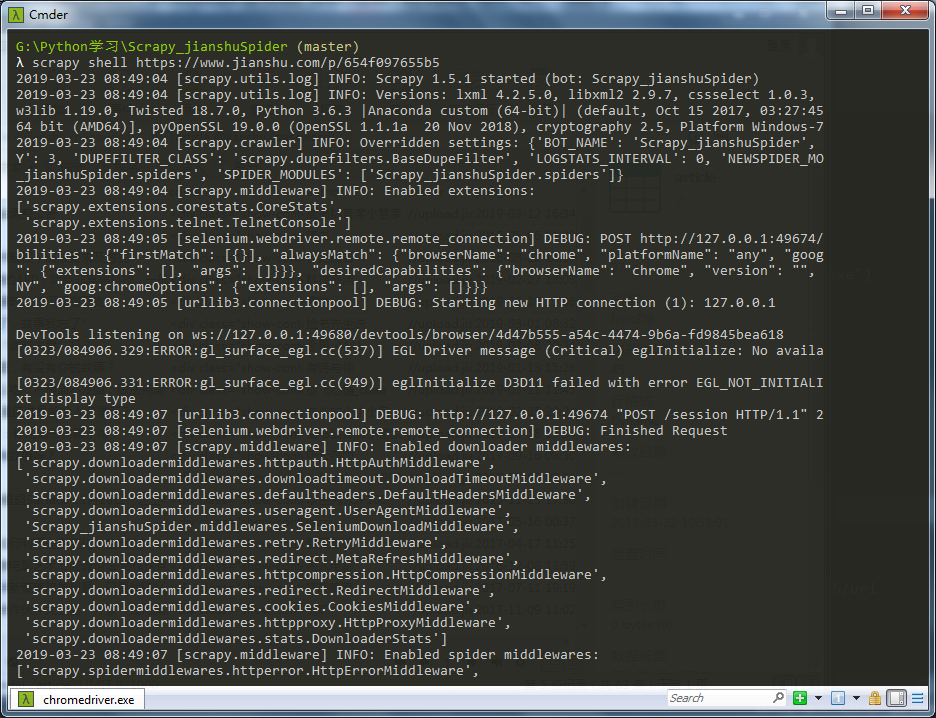 Cmder
G:\Python学习\Scrapy_jianshuSpider (master)
λ scrapy shell https://www.jianshu.com/p/654f097655b5
2019-03-23 08:49:04 [scrapy.utils.log] INFO: Scrapy 1.5.1 started (bot: Scrapy_jianshuSpider)
2019-03-23 08:49:04 [scrapy.utils.log] INFO: Versions: lxml 4.2.5.0, libxml2 2.9.7, cssselect 1.0.3,
w3lib 1.19.0, Twisted 18.7.0, Python 3.6.3 |Anaconda custom (64-bit)| (default, Oct 15 2017, 03:27:45
64 bit (AMD64)], pyOpenSSL 19.0.0 (OpenSSL 1.1.1a  20 Nov 2018), cryptography 2.5, Platform Windows-7
2019-03-23 08:49:04 [scrapy.crawler] INFO: Overridden settings: {'BOT_NAME': 'Scrapy_jianshuSpider',
Y': 3, 'DUPEFILTER_CLASS': 'scrapy.dupefilters.BaseDupeFilter', 'LOGSTATS_INTERVAL': 0, 'NEWSPIDER_MO
_jianshuSpider.spiders', 'SPIDER_MODULES': ['Scrapy_jianshuSpider.spiders']}
2019-03-23 08:49:04 [scrapy.middleware] INFO: Enabled extensions:
['scrapy.extensions.corestats.CoreStats',
 'scrapy.extensions.telnet.TelnetConsole']
2019-03-23 08:49:05 [selenium.webdriver.remote.remote_connection] DEBUG: POST http://127.0.0.1:49674/
bilities": {"firstMatch": [{}], "alwaysMatch": {"browserName": "chrome", "platformName": "any", "goog
": {"extensions": [], "args": []}}}, "desiredCapabilities": {"browserName": "chrome", "version": "",
NY", "goog:chromeOptions": {"extensions": [], "args": []}}}
2019-03-23 08:49:05 [urllib3.connectionpool] DEBUG: Starting new HTTP connection (1): 127.0.0.1
DevTools listening on ws://127.0.0.1:49680/devtools/browser/4d47b555-a54c-4474-9b6a-fd9845bea618
[0323/084906.329:ERROR:gl_surface_egl.cc(537)] EGL Driver message (Critical) eglInitialize: No availa
[0323/084906.331:ERROR:gl_surface_egl.cc(949)] eglInitialize D3D11 failed with error EGL_NOT_INITIALI
xt display type
2019-03-23 08:49:07 [urllib3.connectionpool] DEBUG: http://127.0.0.1:49674 "POST /session HTTP/1.1" 2
2019-03-23 08:49:07 [selenium.webdriver.remote.remote_connection] DEBUG: Finished Request
2019-03-23 08:49:07 [scrapy.middleware] INFO: Enabled downloader middlewares:
['scrapy.downloadermiddlewares.httpauth.HttpAuthMiddleware',
 'scrapy.downloadermiddlewares.downloadtimeout.DownloadTimeoutMiddleware',
 'scrapy.downloadermiddlewares.defaultheaders.DefaultHeadersMiddleware',
 'scrapy.downloadermiddlewares.useragent.UserAgentMiddleware',
 'Scrapy_jianshuSpider.middlewares.SeleniumDownloadMiddleware',
 'scrapy.downloadermiddlewares.retry.RetryMiddleware',
 'scrapy.downloadermiddlewares.redirect.MetaRefreshMiddleware',
 'scrapy.downloadermiddlewares.httpcompression.HttpCompressionMiddleware',
 'scrapy.downloadermiddlewares.redirect.RedirectMiddleware',
 'scrapy.downloadermiddlewares.cookies.CookiesMiddleware',
 'scrapy.downloadermiddlewares.httpproxy.HttpProxyMiddleware',
 'scrapy.downloadermiddlewares.stats.DownloaderStats']
2019-03-23 08:49:07 [scrapy.middleware] INFO: Enabled spider middlewares:
['scrapy.spidermiddlewares.httperror.HttpErrorMiddleware',
chromedriver.exe
Search